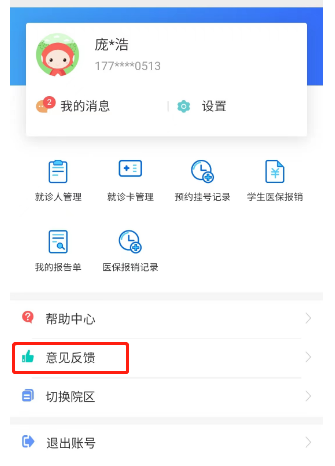 庞*浩
177****0513
2
我的消息
设置
就诊人管理
就诊卡管理
预约挂号记录
学生医保报销
我的报告单
医保报销记录
帮助中心
意见反馈
切换院区
退出账号